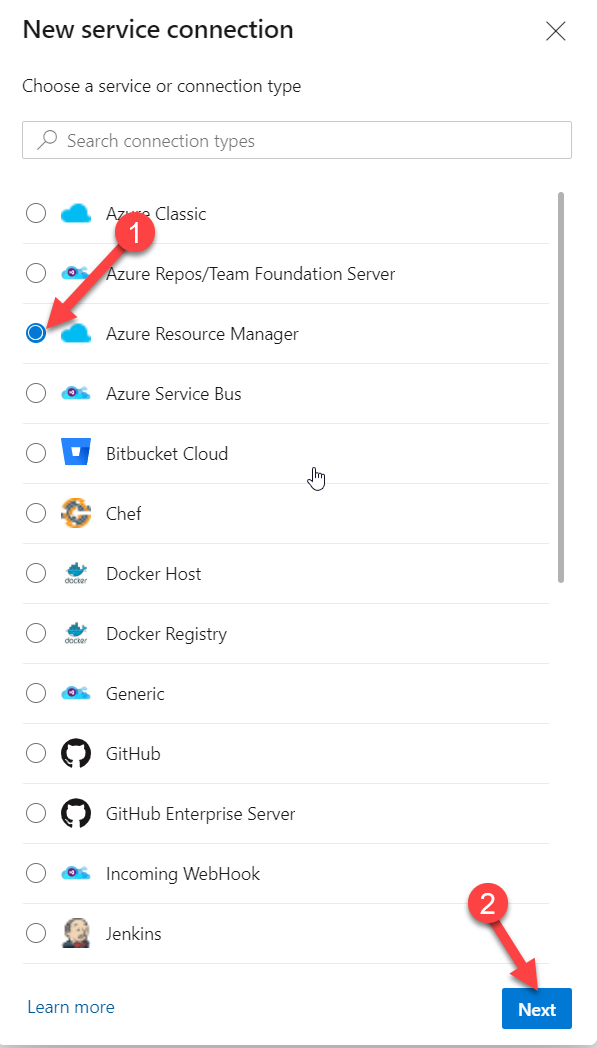 New service connection
Choose a service or connection type
Search connection types
Azure Classic
1
Azure Repos/Team Foundation Server
Azure Resource Manager
Azure Service Bus
Bitbucket Cloud
Chef
docker Docker Host
docker Docker Registry
Generic
GitHub
GitHub Enterprise Server
Incoming WebHook
2
Jenkins
Learn more
Next